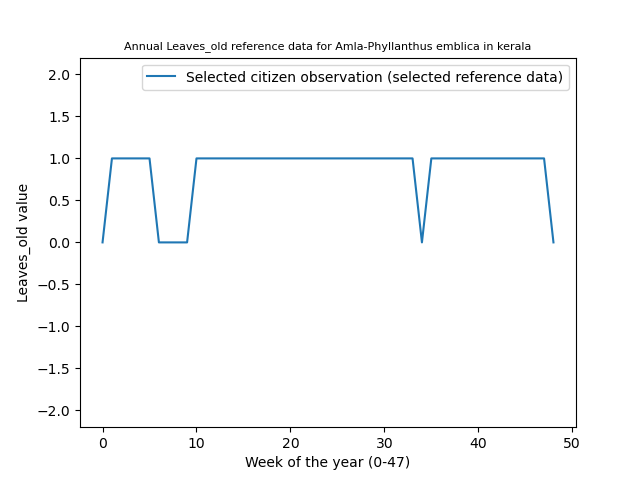 Annual Leaves_old reference data for Amla-Phyllanthus emblica in kerala
Selected citizen observation (selected reference data)
2.0
1.5
1.0
0.5
0.0
−0.5
−1.0
−1.5
−2.0
Leaves_old value
0 10 20 30 40 50
Week of the year (0-47)